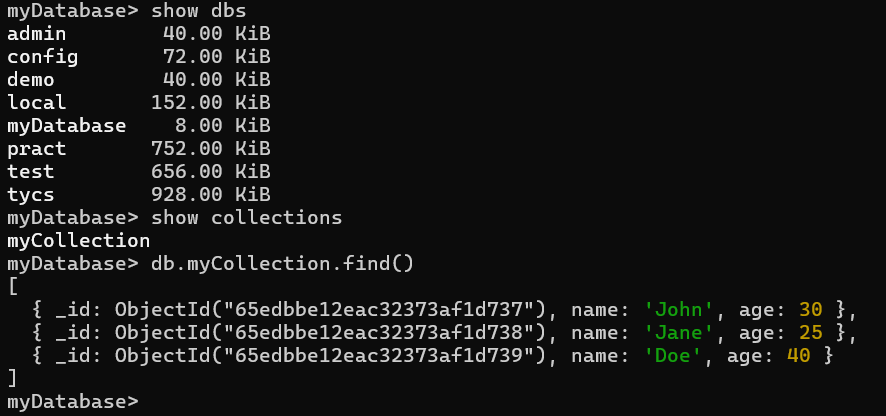 myDatabase> show dbs
admin        40.00 KiB
config       72.00 KiB
demo         40.00 KiB
local       152.00 KiB
myDatabase    8.00 KiB
pract       752.00 KiB
test        656.00 KiB
tycs        928.00 KiB
myDatabase> show collections
myCollection
myDatabase> db.myCollection.find()
[
  { _id: ObjectId("65edbbe12eac32373af1d737"), name: 'John', age: 30 },
  { _id: ObjectId("65edbbe12eac32373af1d738"), name: 'Jane', age: 25 },
  { _id: ObjectId("65edbbe12eac32373af1d739"), name: 'Doe', age: 40 }
]
myDatabase>